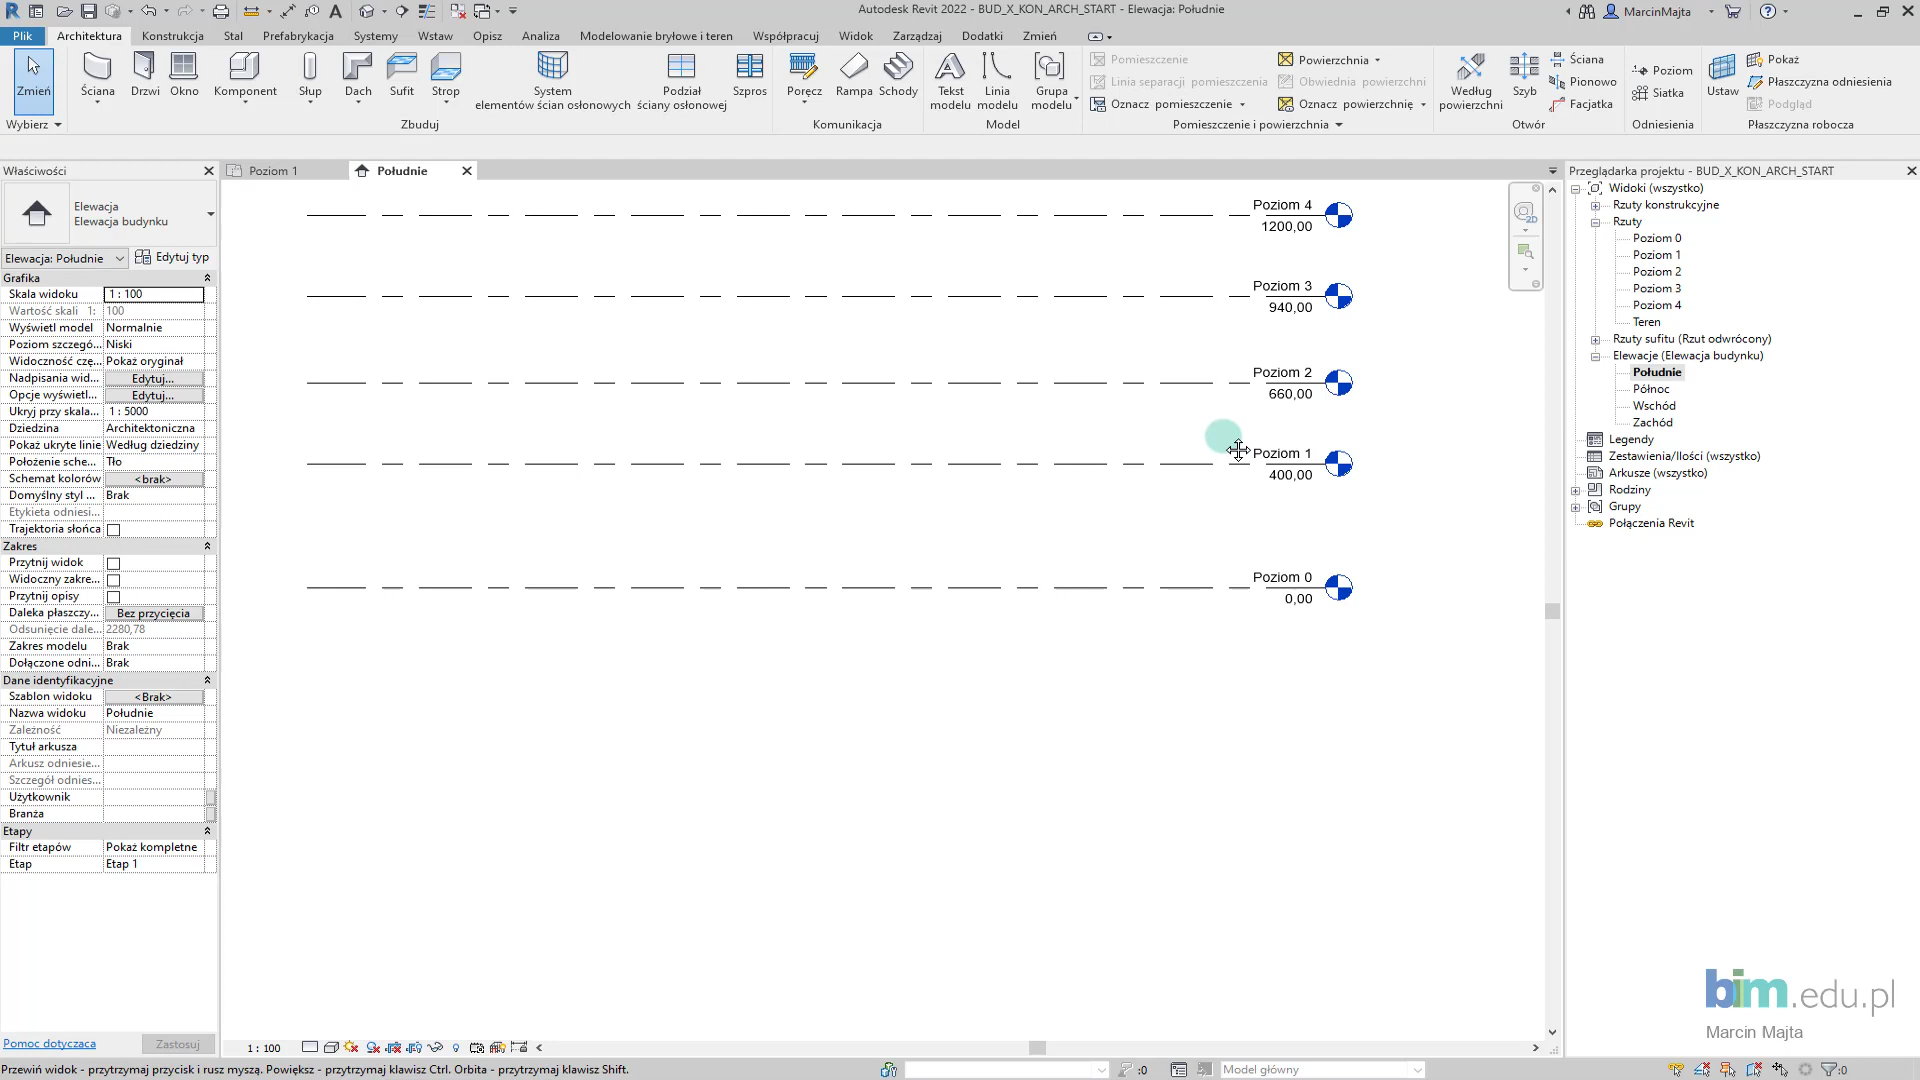 Autodesk Revit 2022 - BUD_X_KON_ARCH_START - Elewacja: Południe
MarcinMajta
Plik Architektura Konstrukcja Stal Prefabrykacja Systemy Wstaw Opisz Analiza Modelowanie bryłowe i teren Współpracuj Widok Zarządzaj Dodatki Zmień
Zmień
Ściana
Drzwi
Okno
Komponent
Słup
Dach
Sufit
Strop
System
elementów ścian osłonowych
Podział
ściany osłonowej
Szpros
Poręcz
Rampa
Schody
Tekst
modelu
Linia
modelu
Grupa
modelu
Pomieszczenie
Linia separacji pomieszczenia
Oznacz pomieszczenie
Powierzchnia
Obwiednia powierzchni
Oznacz powierzchnię
Według
powierzchni
Szyb
Ściana
Pionowo
Facjatka
Poziom
Siatka
Ustaw
Pokaż
Płaszczyzna odniesienia
Podgląd
Wybierz
Zbuduj
Komunikacja
Model
Pomieszczenie i powierzchnia
Otwór
Odniesienia
Płaszczyzna robocza
Właściwości
Elewacja
Elewacja budynku
Elewacja: Południe
Edytuj typ
Grafika
Skala widoku 1 : 100
Wartość skali 1: 100
Wyświetl model Normalnie
Poziom szczegó... Niski
Widoczność czę... Pokaż oryginał
Nadpisania wid... Edytuj...
Opcje wyświetl... Edytuj...
Ukryj przy skala... 1 : 5000
Dziedzina Architektoniczna
Pokaż ukryte linie Według dziedziny
Położenie sche... Tło
Schemat kolorów <brak>
Domyślny styl ... Brak
Etykieta odniesi...
Trajektoria słońca
Zakres
Przytnij widok
Widoczny zakre...
Przytnij opisy
Daleka płaszczy... Bez przycięcia
Odsunięcie dale... 2280,78
Zakres modelu Brak
Dołączone odni... Brak
Dane identyfikacyjne
Szablon widoku <Brak>
Nazwa widoku Południe
Zależność Niezależny
Tytuł arkusza
Arkusz odniesie...
Szczegół odnies...
Użytkownik
Branża
Etapy
Filtr etapów Pokaż kompletne
Etap Etap 1
Pomoc dotycząca
Zastosuj
Poziom 1
Południe
Poziom 4
1200,00
Poziom 3
940,00
Poziom 2
660,00
Poziom 1
400,00
Poziom 0
0,00
2D
1 : 100
Przeglądarka projektu - BUD_X_KON_ARCH_START
Widoki (wszystko)
Rzuty konstrukcyjne
Rzuty
Poziom 0
Poziom 1
Poziom 2
Poziom 3
Poziom 4
Teren
Rzuty sufitu (Rzut odwrócony)
Elewacje (Elewacja budynku)
Południe
Północ
Wschód
Zachód
Legendy
Zestawienia/Ilości (wszystko)
Arkusze (wszystko)
Rodziny
Grupy
Połączenia Revit
bim.edu.pl
Marcin Majta
Przewiń widok - przytrzymaj przycisk i rusz myszą. Powiększ - przytrzymaj klawisz Ctrl. Orbita - przytrzymaj klawisz Shift.
:0
Model główny
:0